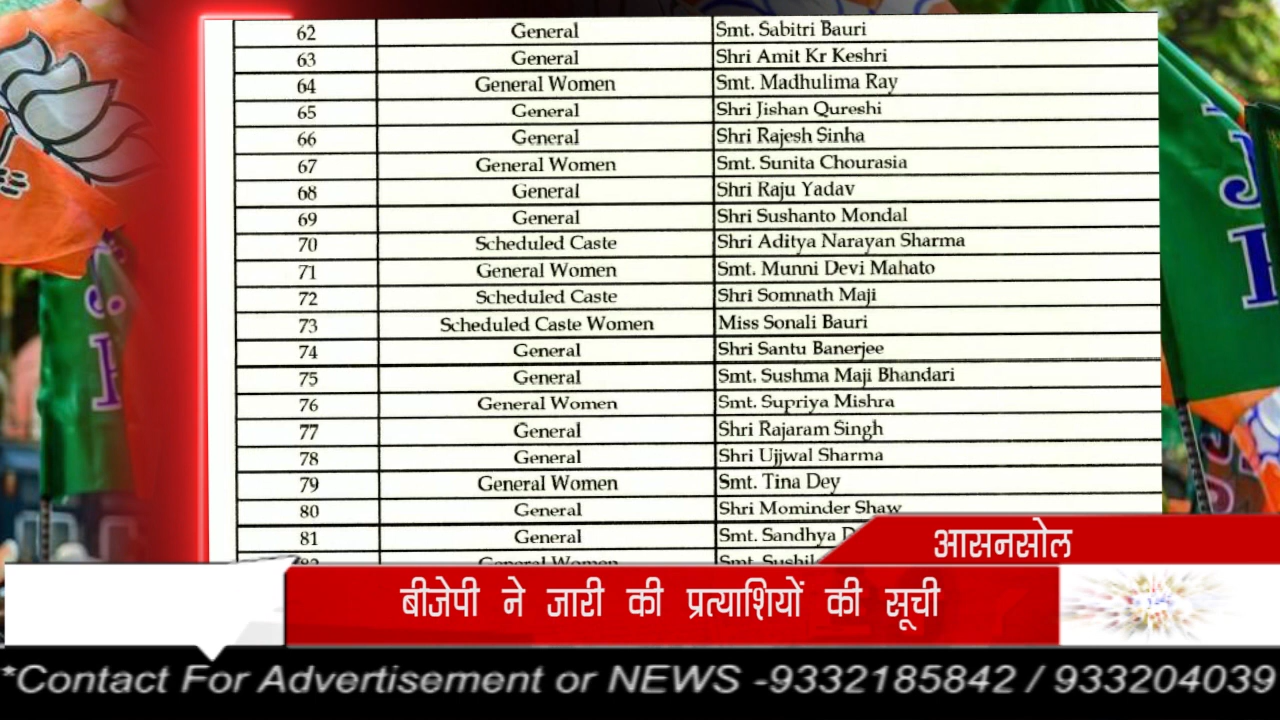 62 General Smt. Sabitri Bauri
63 General Shri Amit Kr Keshri
64 General Women Smt. Madhulima Ray
65 General Shri Jishan Qureshi
66 General Shri Rajesh Sinha
67 General Women Smt. Sunita Chourasia
68 General Shri Raju Yadav
69 General Shri Sushanto Mondal
70 Scheduled Caste Shri Aditya Narayan Sharma
71 General Women Smt. Munni Devi Mahato
72 Scheduled Caste Shri Somnath Maji
73 Scheduled Caste Women Miss Sonali Bauri
74 General Shri Santu Banerjee
75 General Smt. Sushma Maji Bhandari
76 General Women Smt. Supriya Mishra
77 General Shri Rajaram Singh
78 General Shri Ujjwal Sharma
79 General Women Smt. Tina Dey
80 General Shri Mominder Shaw
81 General Smt. Sandhya
General Women Smt.
आसनसोल
बीजेपी ने जारी की प्रत्याशियों की सूची
*Contact For Advertisement or NEWS -9332185842 / 933204039